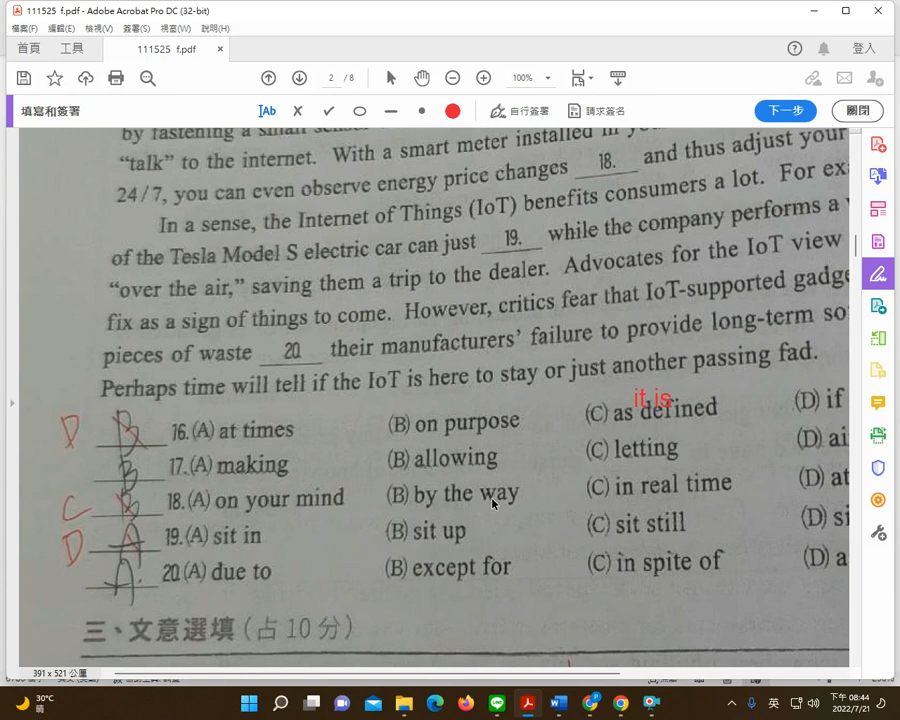 111525 f.pdf - Adobe Acrobat Pro DC (32-bit)
檔案(F) 編輯(E) 檢視(V) 簽署(S) 視窗(W) 說明(H)
首頁 工具 111525 f.pdf × 登入
2 / 8 100%
填寫和簽署 Ab 自行簽署 請求簽名 下一步 關閉
by fastening a small
“talk” to the internet. With a smart meter installed in
24/7, you can even observe energy price changes 18. and thus adjust your
In a sense, the Internet of Things (IoT) benefits consumers a lot. For ex
of the Tesla Model S electric car can just 19. while the company performs a
“over the air,” saving them a trip to the dealer. Advocates for the IoT view
fix as a sign of things to come. However, critics fear that IoT-supported gadge
pieces of waste 20 their manufacturers’ failure to provide long-term so
Perhaps time will tell if the IoT is here to stay or just another passing fad.
it is
D B 16.(A) at times (B) on purpose (C) as defined (D) if
B 17.(A) making (B) allowing (C) letting (D) ai
C B 18.(A) on your mind (B) by the way (C) in real time (D) at
D A 19.(A) sit in (B) sit up (C) sit still (D) si
A. 20.(A) due to (B) except for (C) in spite of (D) a
三、文意選填(占10分)
391 x 521 公厘
30°C
晴
英
下午 08:44
2022/7/21